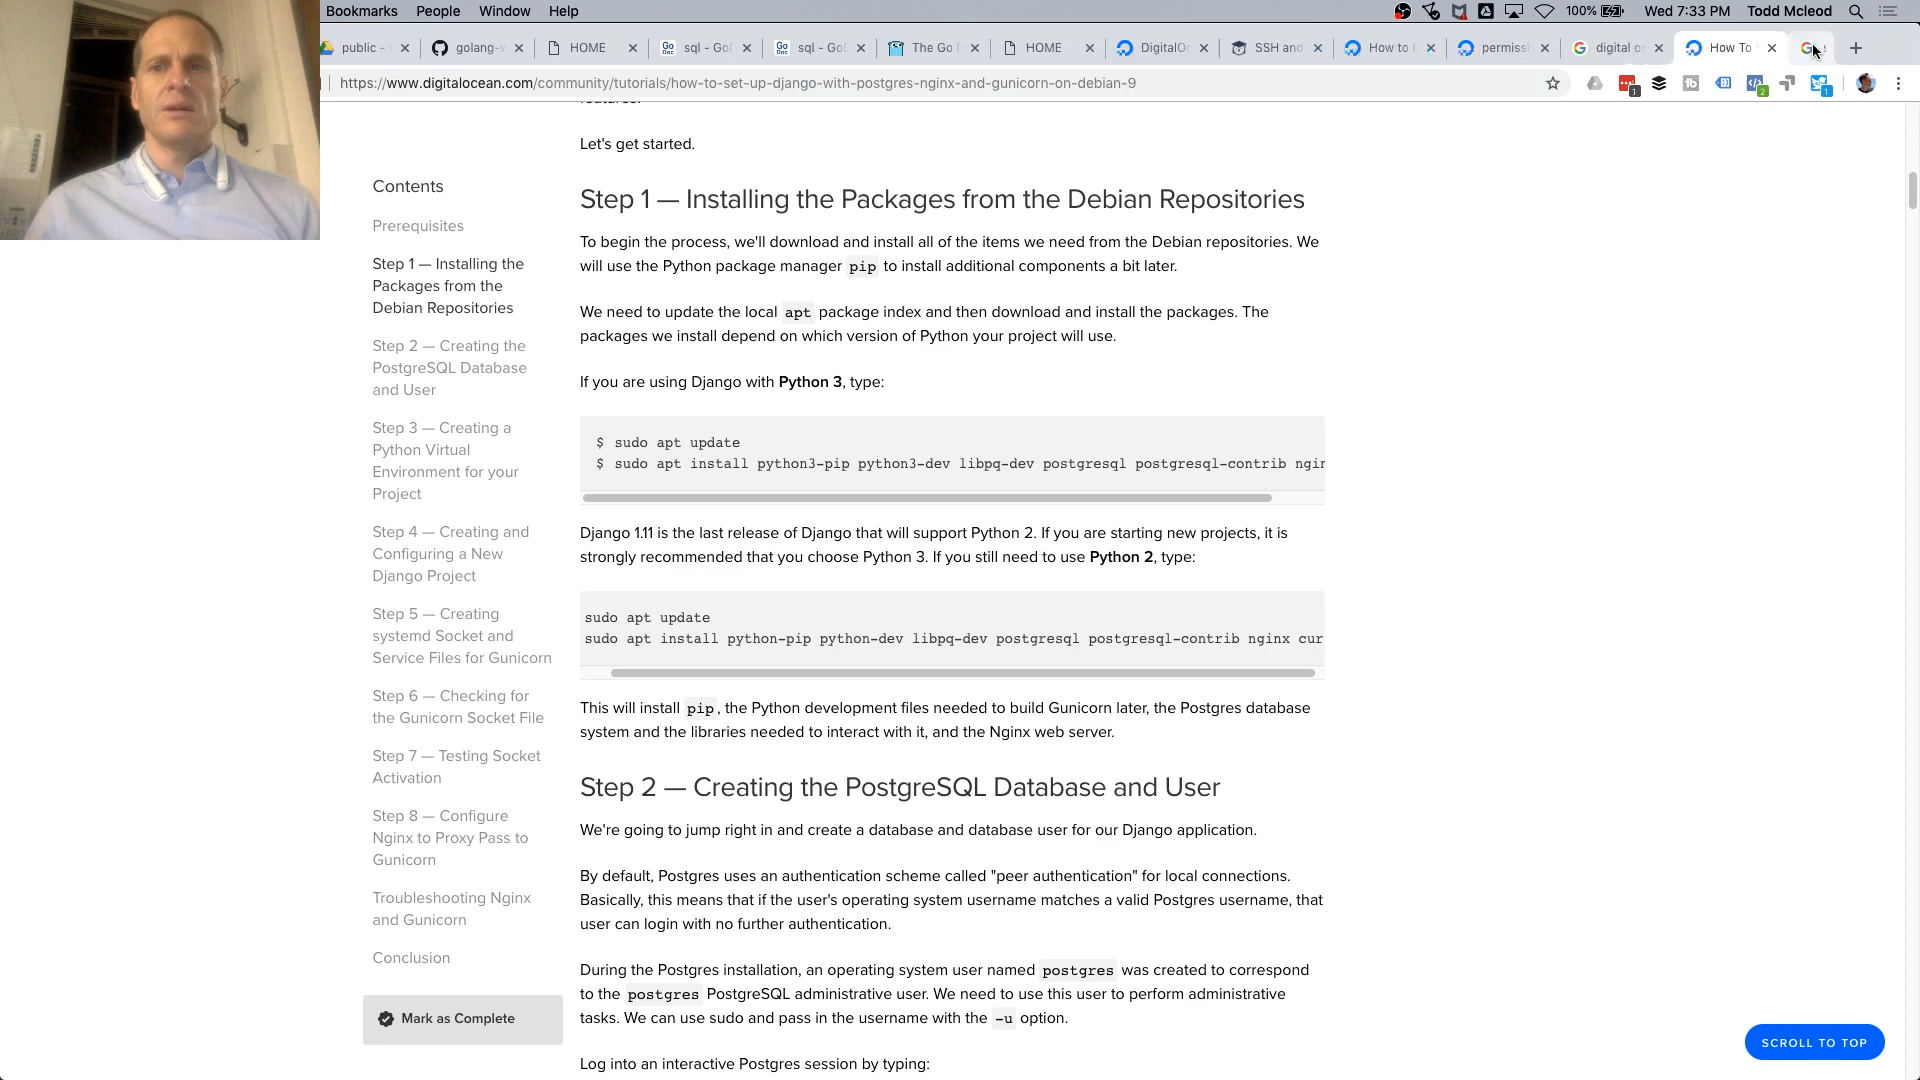 Bookmarks People Window Help
100% Wed 7:33 PM Todd Mcleod
public - golang-w HOME sql - GoD sql - GoD The Go P HOME DigitalOc SSH and How to C permissi digital oc How To
https://www.digitalocean.com/community/tutorials/how-to-set-up-django-with-postgres-nginx-and-gunicorn-on-debian-9
features.
Let's get started.
Contents
Prerequisites
Step 1 — Installing the
Packages from the
Debian Repositories
Step 2 — Creating the
PostgreSQL Database
and User
Step 3 — Creating a
Python Virtual
Environment for your
Project
Step 4 — Creating and
Configuring a New
Django Project
Step 5 — Creating
systemd Socket and
Service Files for Gunicorn
Step 6 — Checking for
the Gunicorn Socket File
Step 7 — Testing Socket
Activation
Step 8 — Configure
Nginx to Proxy Pass to
Gunicorn
Troubleshooting Nginx
and Gunicorn
Conclusion
Mark as Complete
Step 1 — Installing the Packages from the Debian Repositories
To begin the process, we'll download and install all of the items we need from the Debian repositories. We
will use the Python package manager pip to install additional components a bit later.
We need to update the local apt package index and then download and install the packages. The
packages we install depend on which version of Python your project will use.
If you are using Django with Python 3, type:
$ sudo apt update
$ sudo apt install python3-pip python3-dev libpq-dev postgresql postgresql-contrib ngin
Django 1.11 is the last release of Django that will support Python 2. If you are starting new projects, it is
strongly recommended that you choose Python 3. If you still need to use Python 2, type:
sudo apt update
sudo apt install python-pip python-dev libpq-dev postgresql postgresql-contrib nginx cur
This will install pip, the Python development files needed to build Gunicorn later, the Postgres database
system and the libraries needed to interact with it, and the Nginx web server.
Step 2 — Creating the PostgreSQL Database and User
We're going to jump right in and create a database and database user for our Django application.
By default, Postgres uses an authentication scheme called "peer authentication" for local connections.
Basically, this means that if the user's operating system username matches a valid Postgres username, that
user can login with no further authentication.
During the Postgres installation, an operating system user named postgres was created to correspond
to the postgres PostgreSQL administrative user. We need to use this user to perform administrative
tasks. We can use sudo and pass in the username with the -u option.
Log into an interactive Postgres session by typing:
SCROLL TO TOP